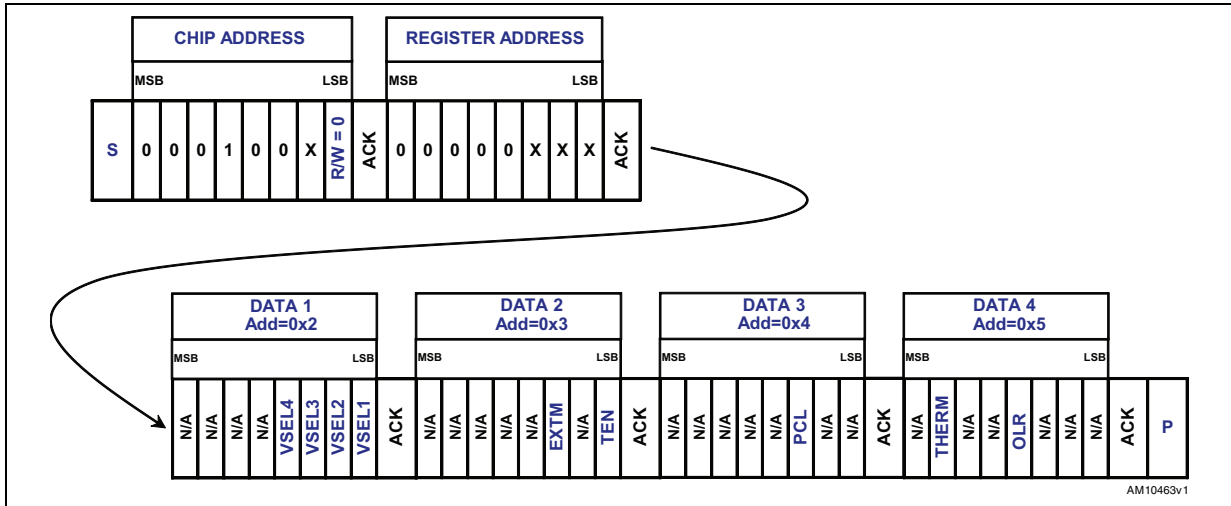 CHIP ADDRESS REGISTER ADDRESS
MSB LSB MSB LSB
S 0 0 0 1 0 0 X R/W = 0 ACK 0 0 0 0 0 X X X ACK
DATA 1 DATA 2 DATA 3 DATA 4
Add=0x2 Add=0x3 Add=0x4 Add=0x5
MSB LSB MSB LSB MSB LSB MSB LSB
N/A N/A N/A N/A VSEL4 VSEL3 VSEL2 VSEL1 ACK N/A N/A N/A N/A N/A EXTM N/A TEN ACK N/A N/A N/A N/A N/A PCL N/A N/A ACK N/A THERM N/A N/A OLR N/A N/A N/A ACK P
AM10463v1